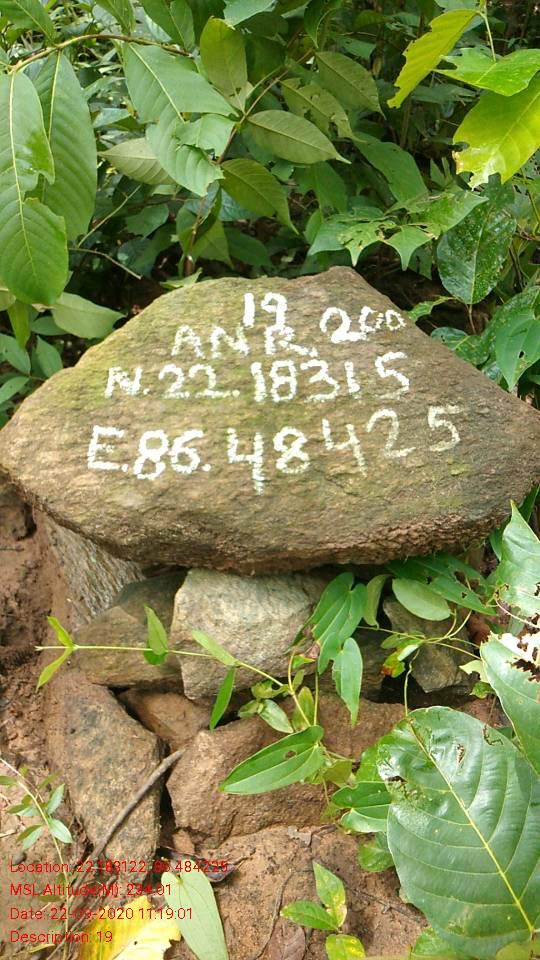 19
ANR. 200
N.22.18315
E.86.48425
Location: 22.183122,86.484225
MSL Altitude(M): 234.01
Date: 22-09-2020 11:19:01
Description: 19